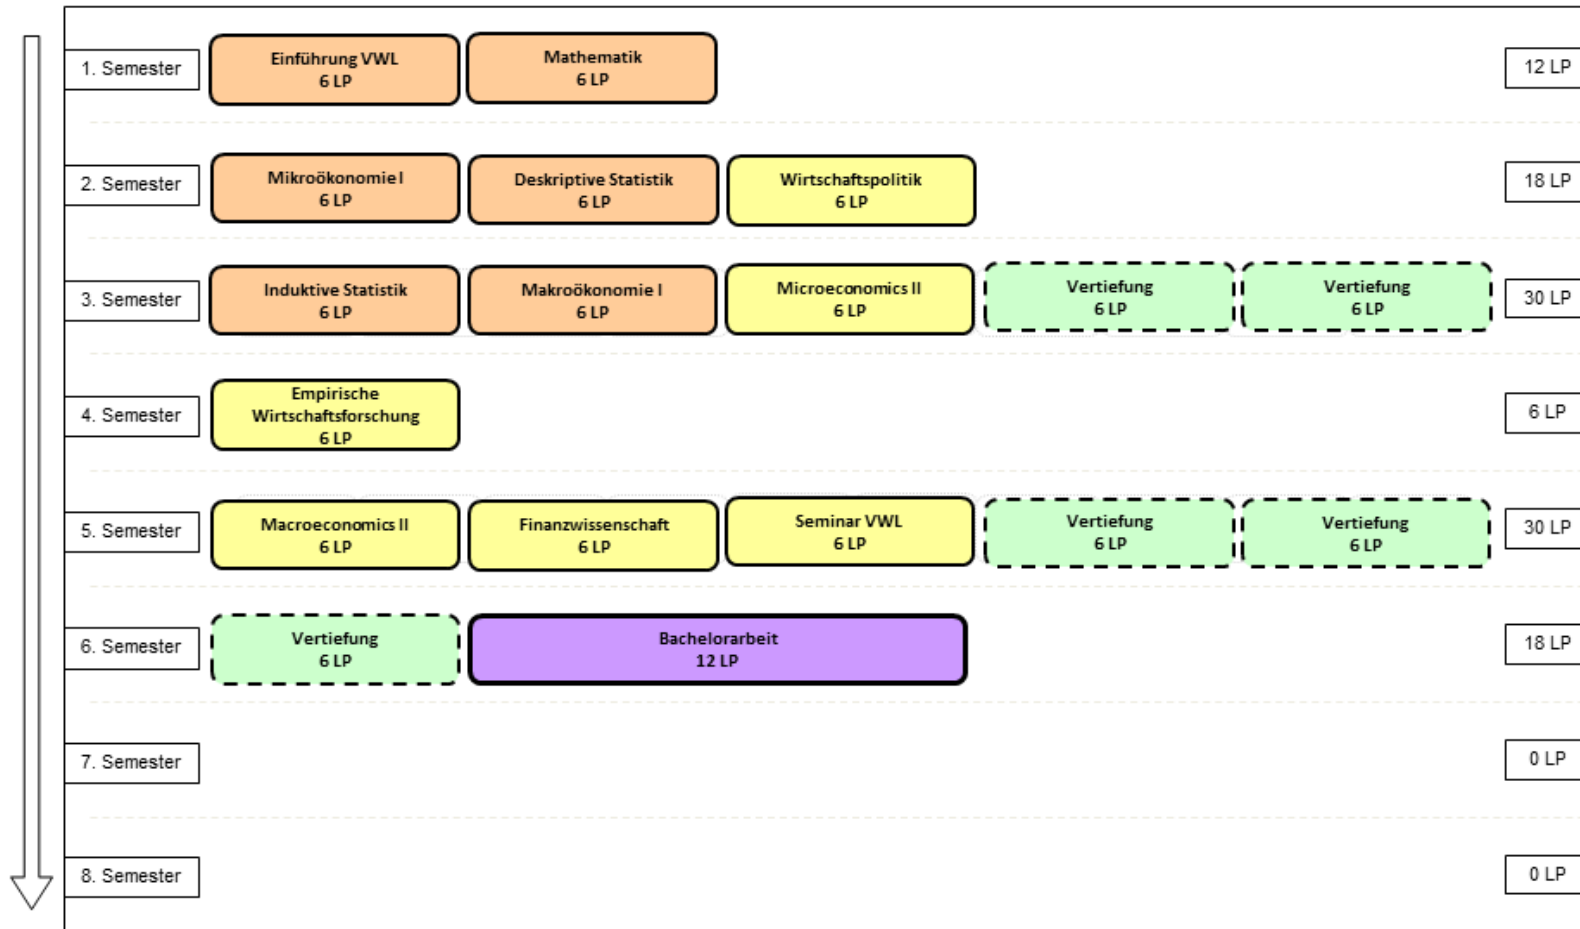 1. Semester
Einführung VWL
6 LP
Mathematik
6 LP
12 LP
2. Semester
Mikroökonomie I
6 LP
Deskriptive Statistik
6 LP
Wirtschaftspolitik
6 LP
18 LP
3. Semester
Induktive Statistik
6 LP
Makroökonomie I
6 LP
Microeconomics II
6 LP
Vertiefung
6 LP
Vertiefung
6 LP
30 LP
4. Semester
Empirische
Wirtschaftsforschung
6 LP
6 LP
5. Semester
Macroeconomics II
6 LP
Finanzwissenschaft
6 LP
Seminar VWL
6 LP
Vertiefung
6 LP
Vertiefung
6 LP
30 LP
6. Semester
Vertiefung
6 LP
Bachelorarbeit
12 LP
18 LP
7. Semester
0 LP
8. Semester
0 LP